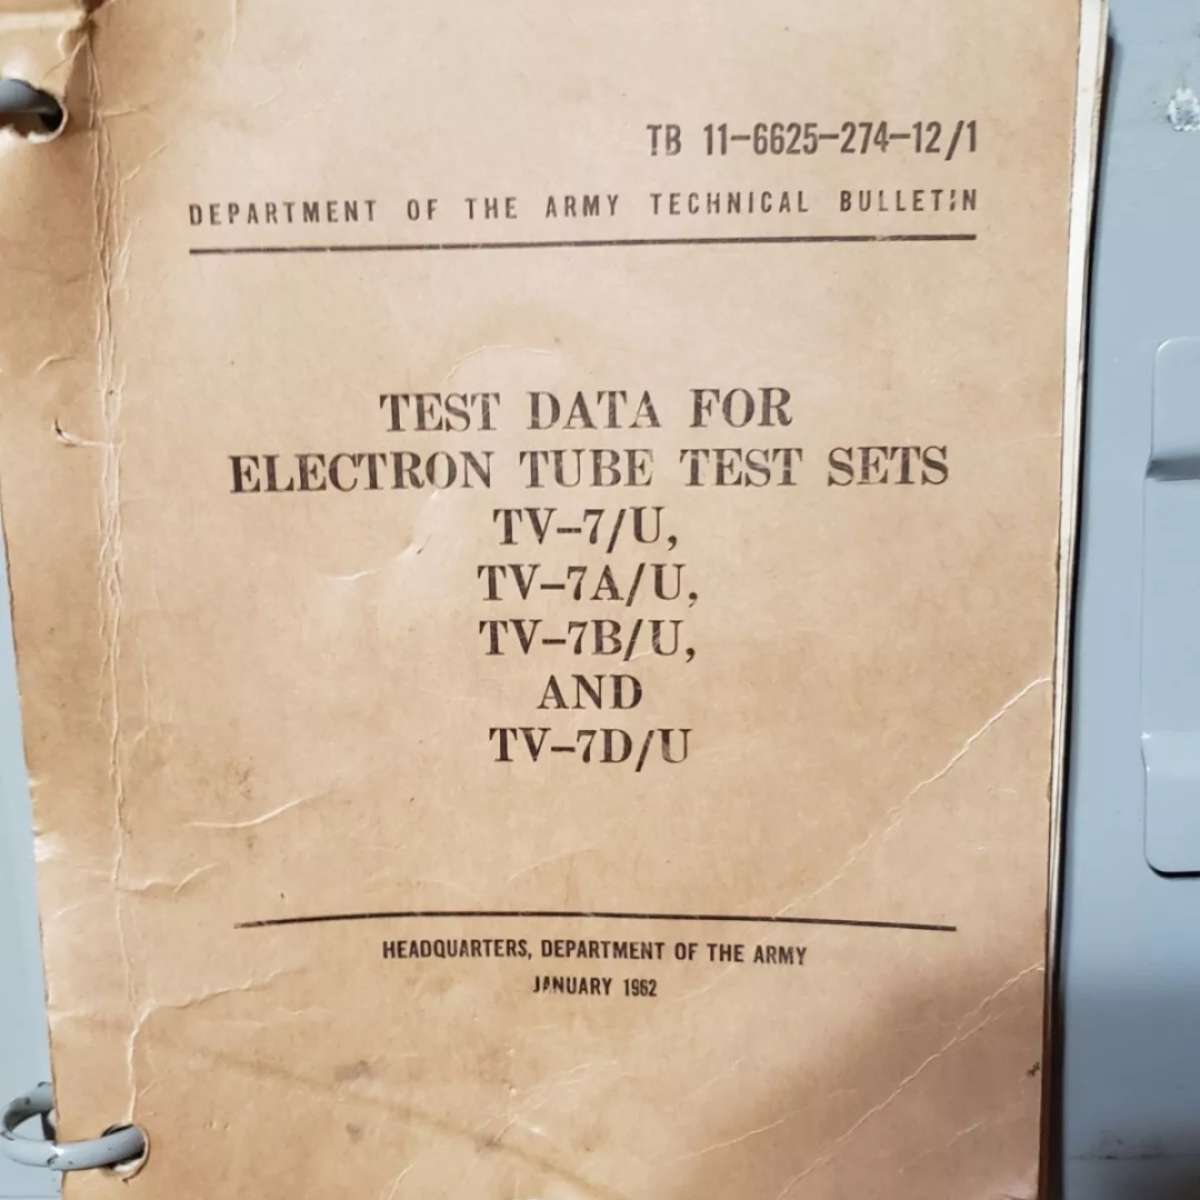 TB 11-6625-274-12/1
DEPARTMENT OF THE ARMY TECHNICAL BULLETIN
TEST DATA FOR
ELECTRON TUBE TEST SETS
TV-7/U,
TV-7A/U,
TV-7B/U,
AND
TV-7D/U
HEADQUARTERS, DEPARTMENT OF THE ARMY
JANUARY 1962